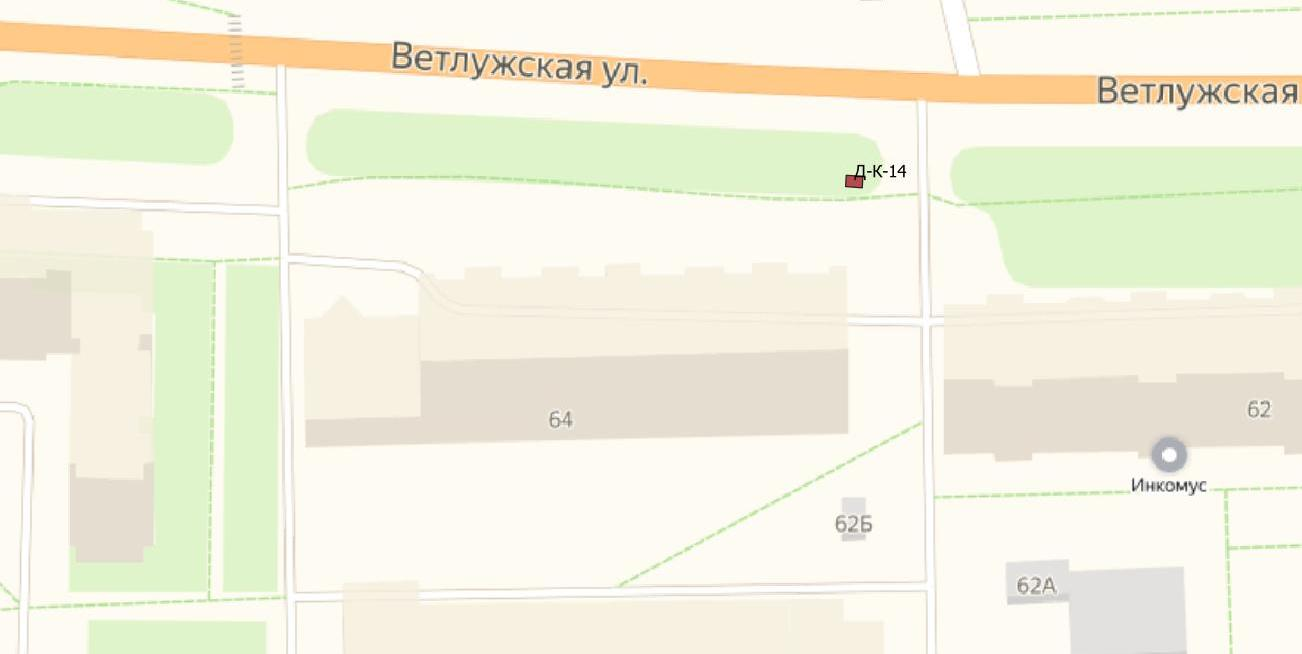 Ветлужская ул.
Ветлужская
Д-К-14
64
62
Инкомус
62Б
62А